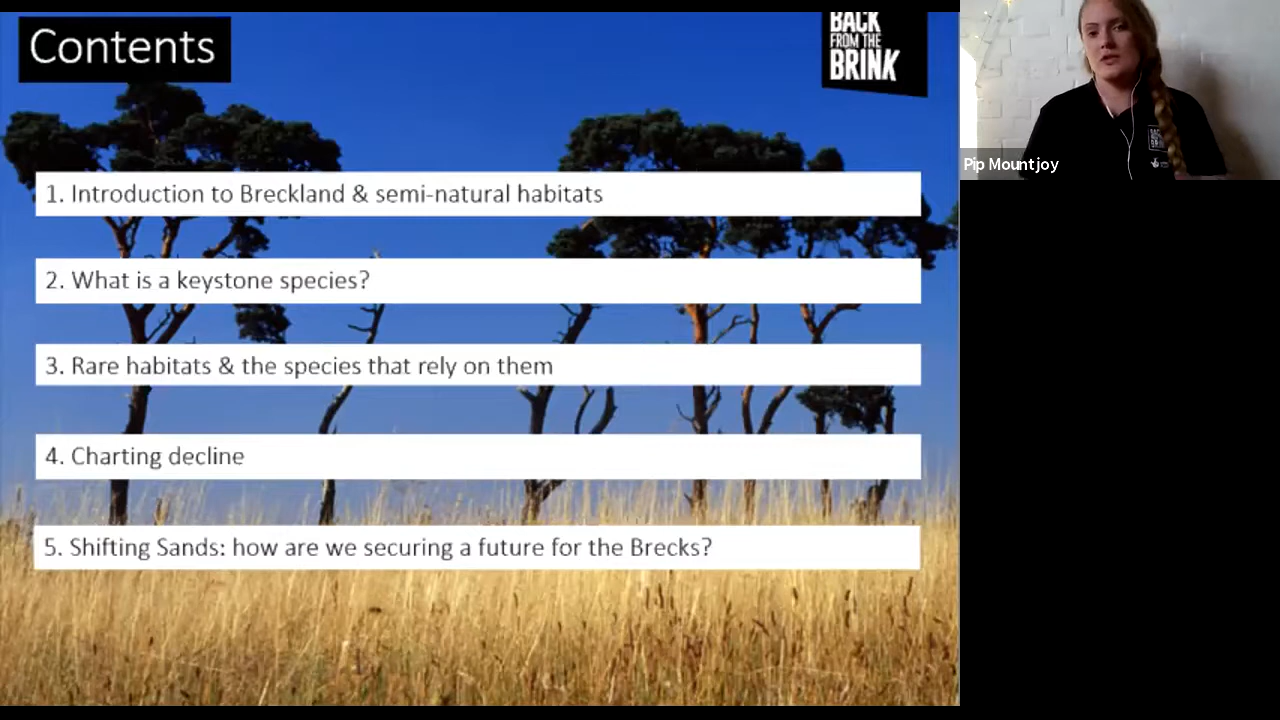 Contents
BACK
FROM THE
BRINK
1. Introduction to Breckland & semi-natural habitats
2. What is a keystone species?
3. Rare habitats & the species that rely on them
4. Charting decline
5. Shifting Sands: how are we securing a future for the Brecks?
Pip Mountjoy